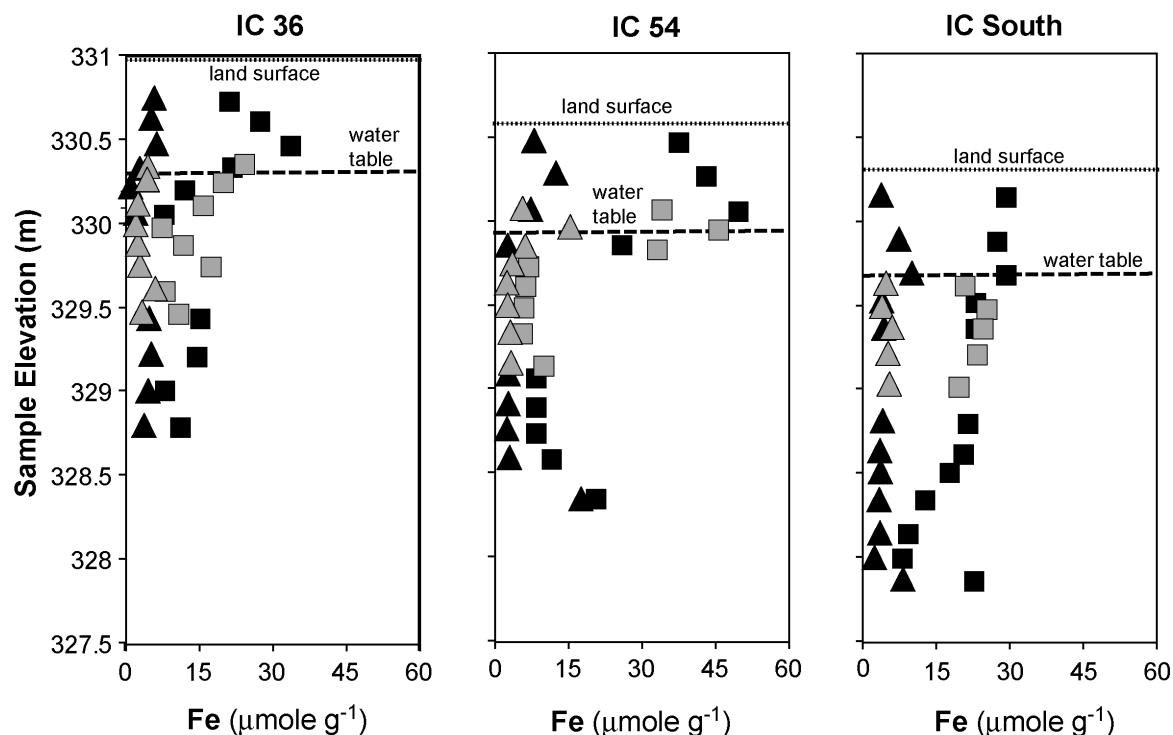 IC 36
IC 54
IC South
331
330.5
330
329.5
329
328.5
328
327.5
Sample Elevation (m)
land surface
water
table
land surface
water
table
land surface
water table
0 15 30 45 60
0 15 30 45 60
0 15 30 45 60
Fe (μmole g⁻¹)
Fe (μmole g⁻¹)
Fe (μmole g⁻¹)